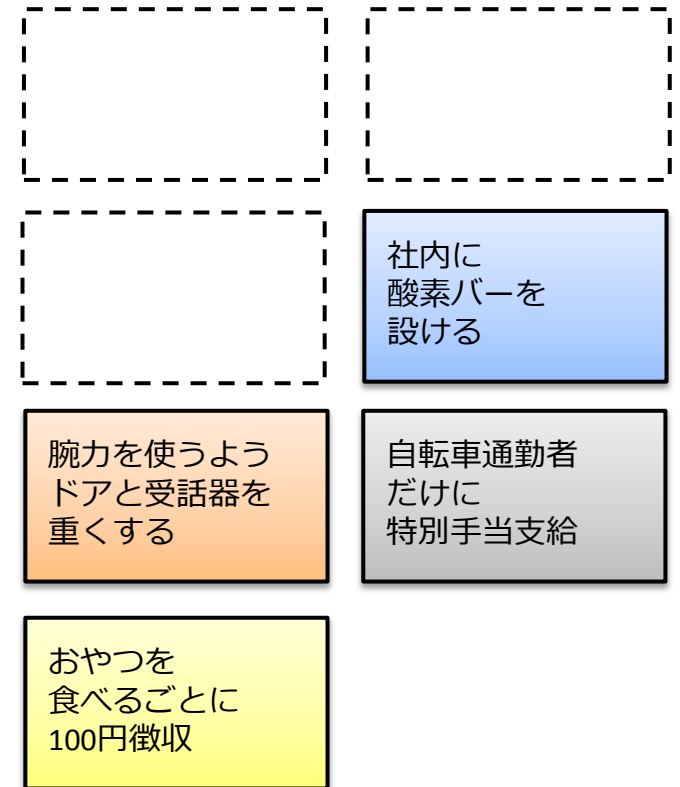 社内に
酸素バーを
設ける
腕力を使うよう
ドアと受話器を
重くする
自転車通勤者
だけに
特別手当支給
おやつを
食べるごとに
100円徴収